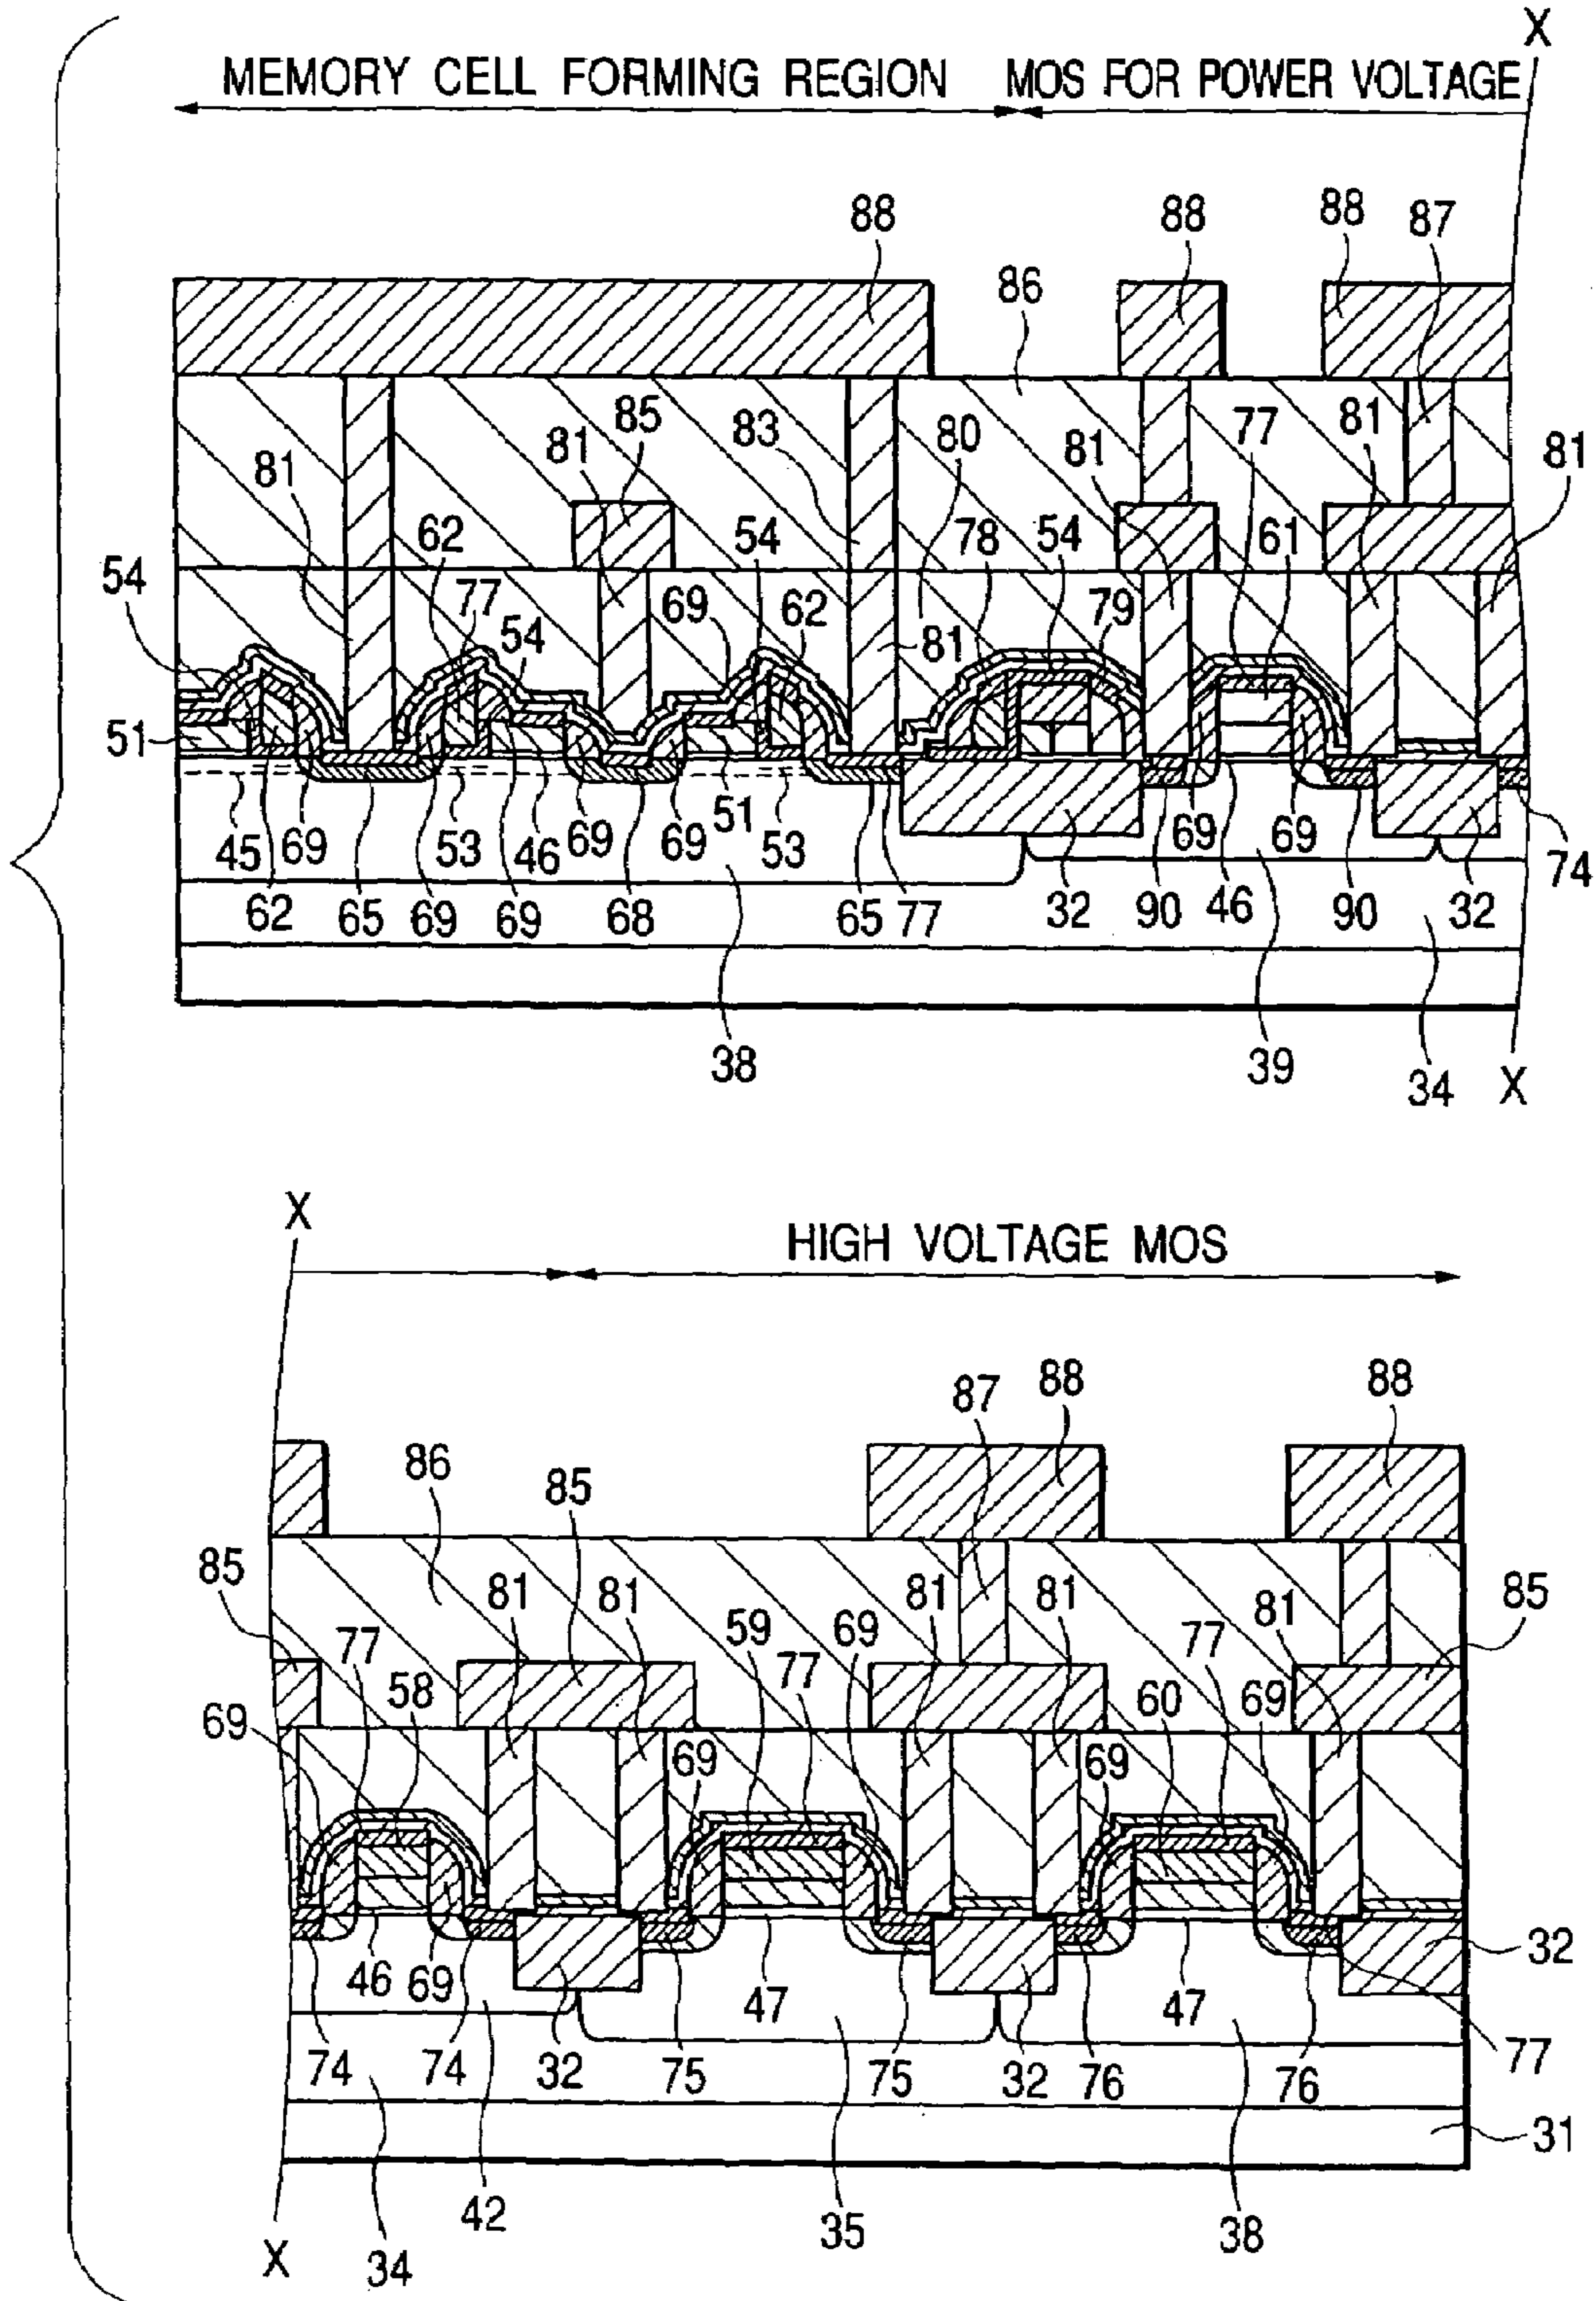 X
MEMORY CELL FORMING REGION MOS FOR POWER VOLTAGE
88 88 88 87
86
81 81 85 83 80 81 77 81 81
54 62 77 54 69 54 62 78 54 79 61
51 81
45 69 53 46 69 69 51 53 69 69 74
62 65 69 69 68 65 77 32 90 46 90 32
38 39 34
X
X
HIGH VOLTAGE MOS
87 88 88
86 85
85 81 81 81 81 81 85
77 58 59 77 69 77
69 69 69 60 69
46 69 47 47 32
74 74 32 75 75 32 76 76 77
31
42 35 38
X 34